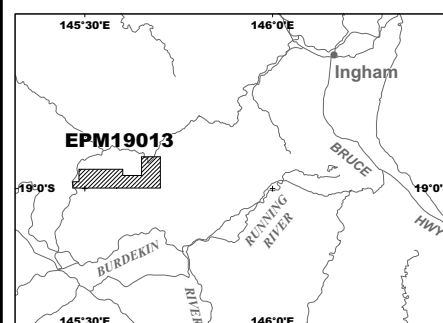 145°30'E
146°0'E
Ingham
EPM19013
BRUCE
19°0'S
19°0'
HWY
RUNNING
RIVER
BURDEKIN
RIVER
145°30'E
146°0'E